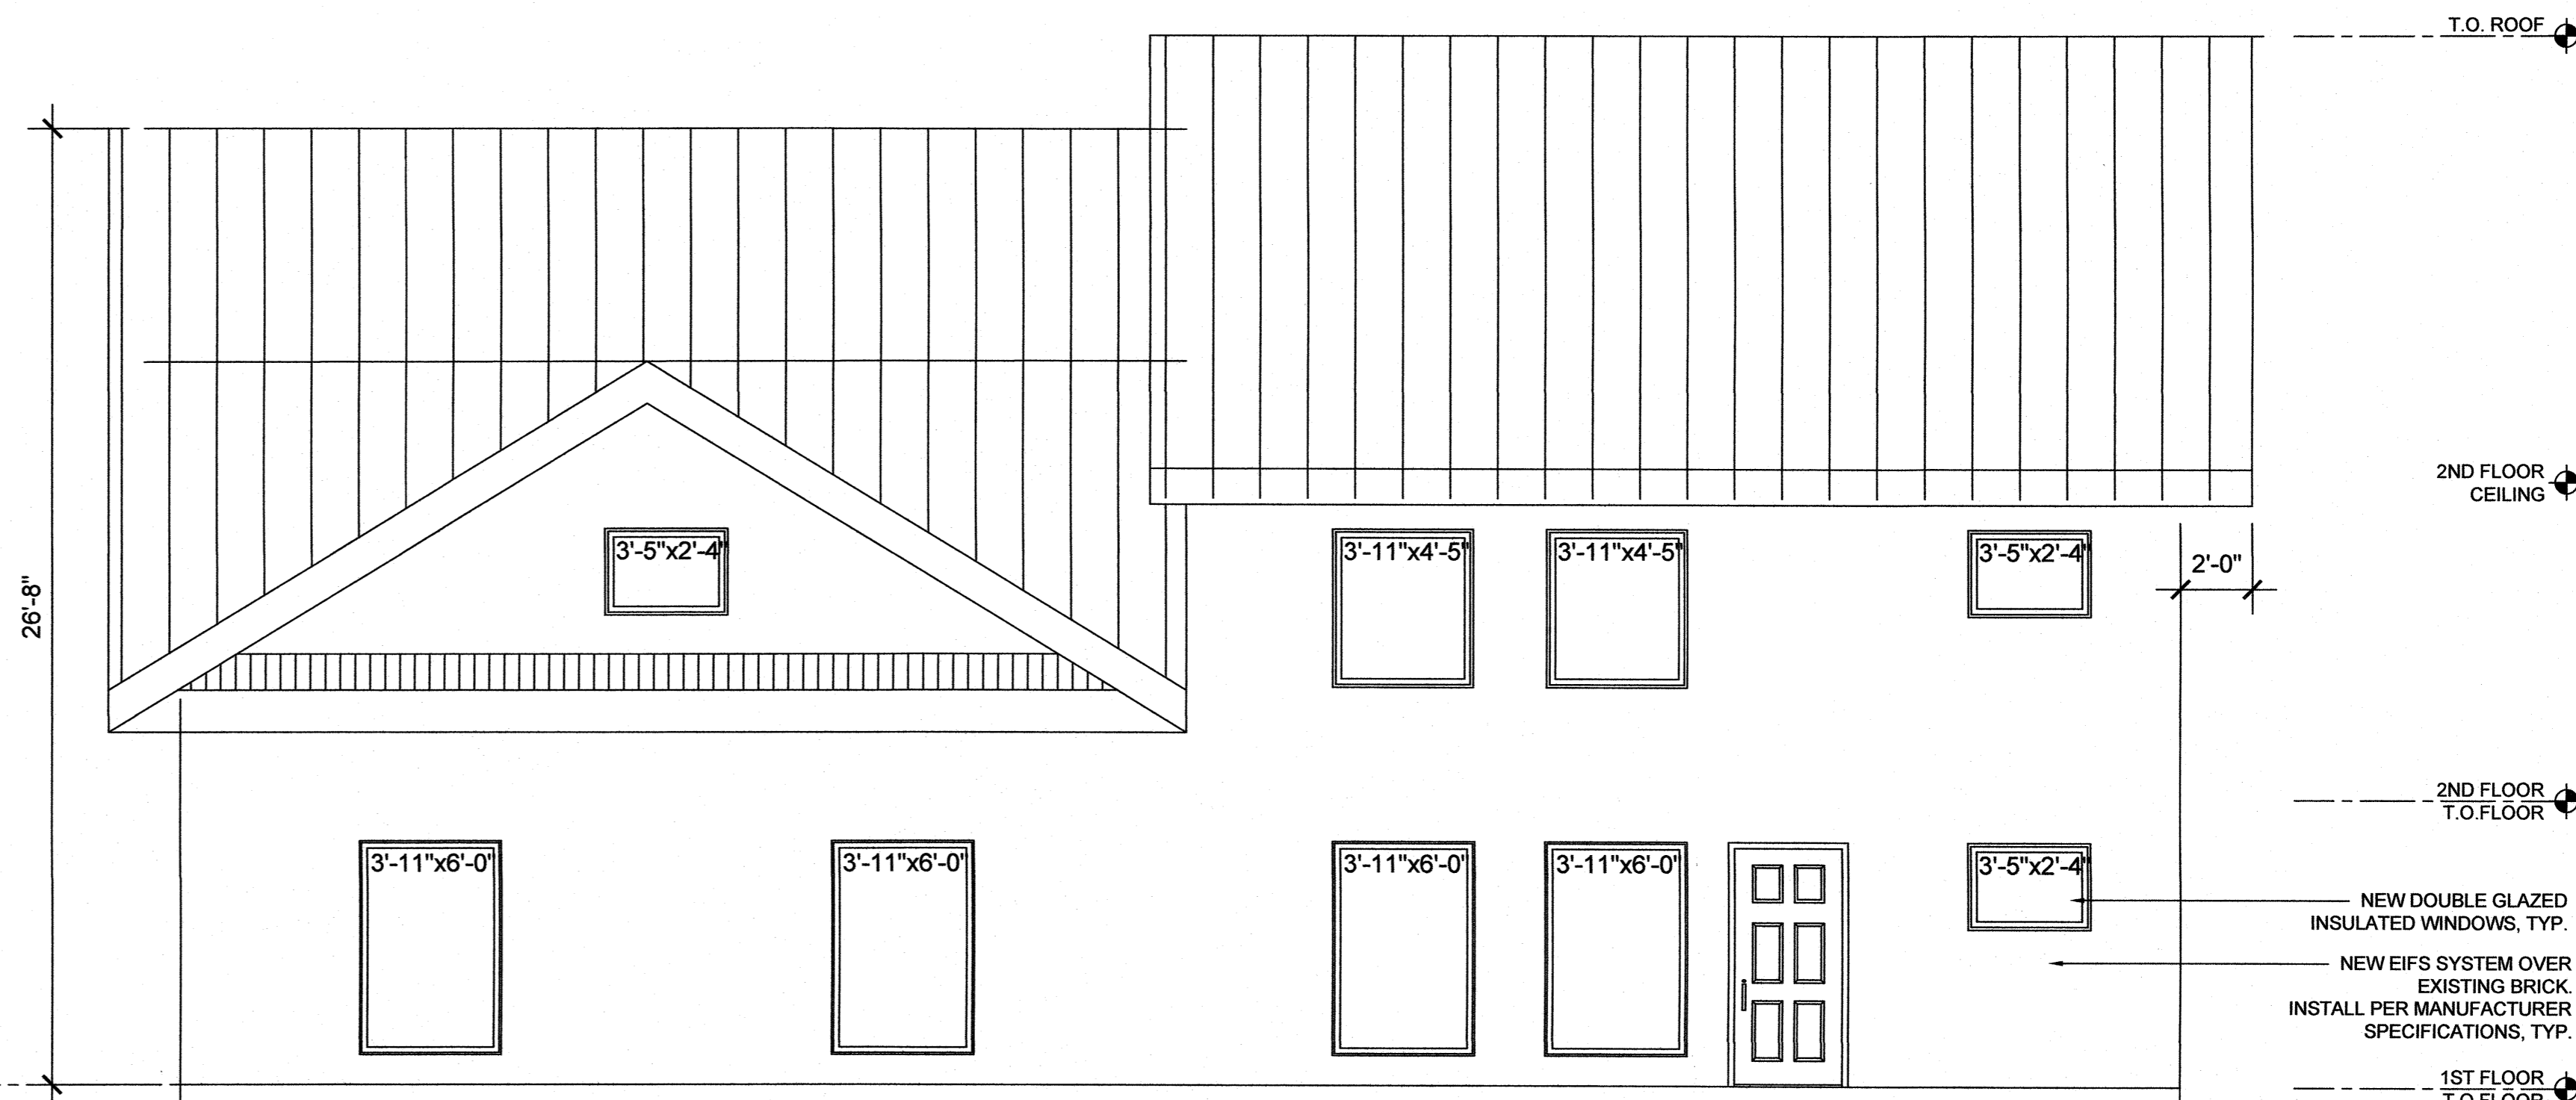 T.O. ROOF
2ND FLOOR
CEILING
3'-5"x2'-4"
3'-11"x4'-5"
3'-11"x4'-5"
3'-5"x2'-4"
2'-0"
26'-8"
2ND FLOOR
T.O.FLOOR
3'-11"x6'-0"
3'-11"x6'-0"
3'-11"x6'-0"
3'-11"x6'-0"
3'-5"x2'-4"
NEW DOUBLE GLAZED
INSULATED WINDOWS, TYP.
NEW EIFS SYSTEM OVER
EXISTING BRICK.
INSTALL PER MANUFACTURER
SPECIFICATIONS, TYP.
1ST FLOOR
T.O.FLOOR